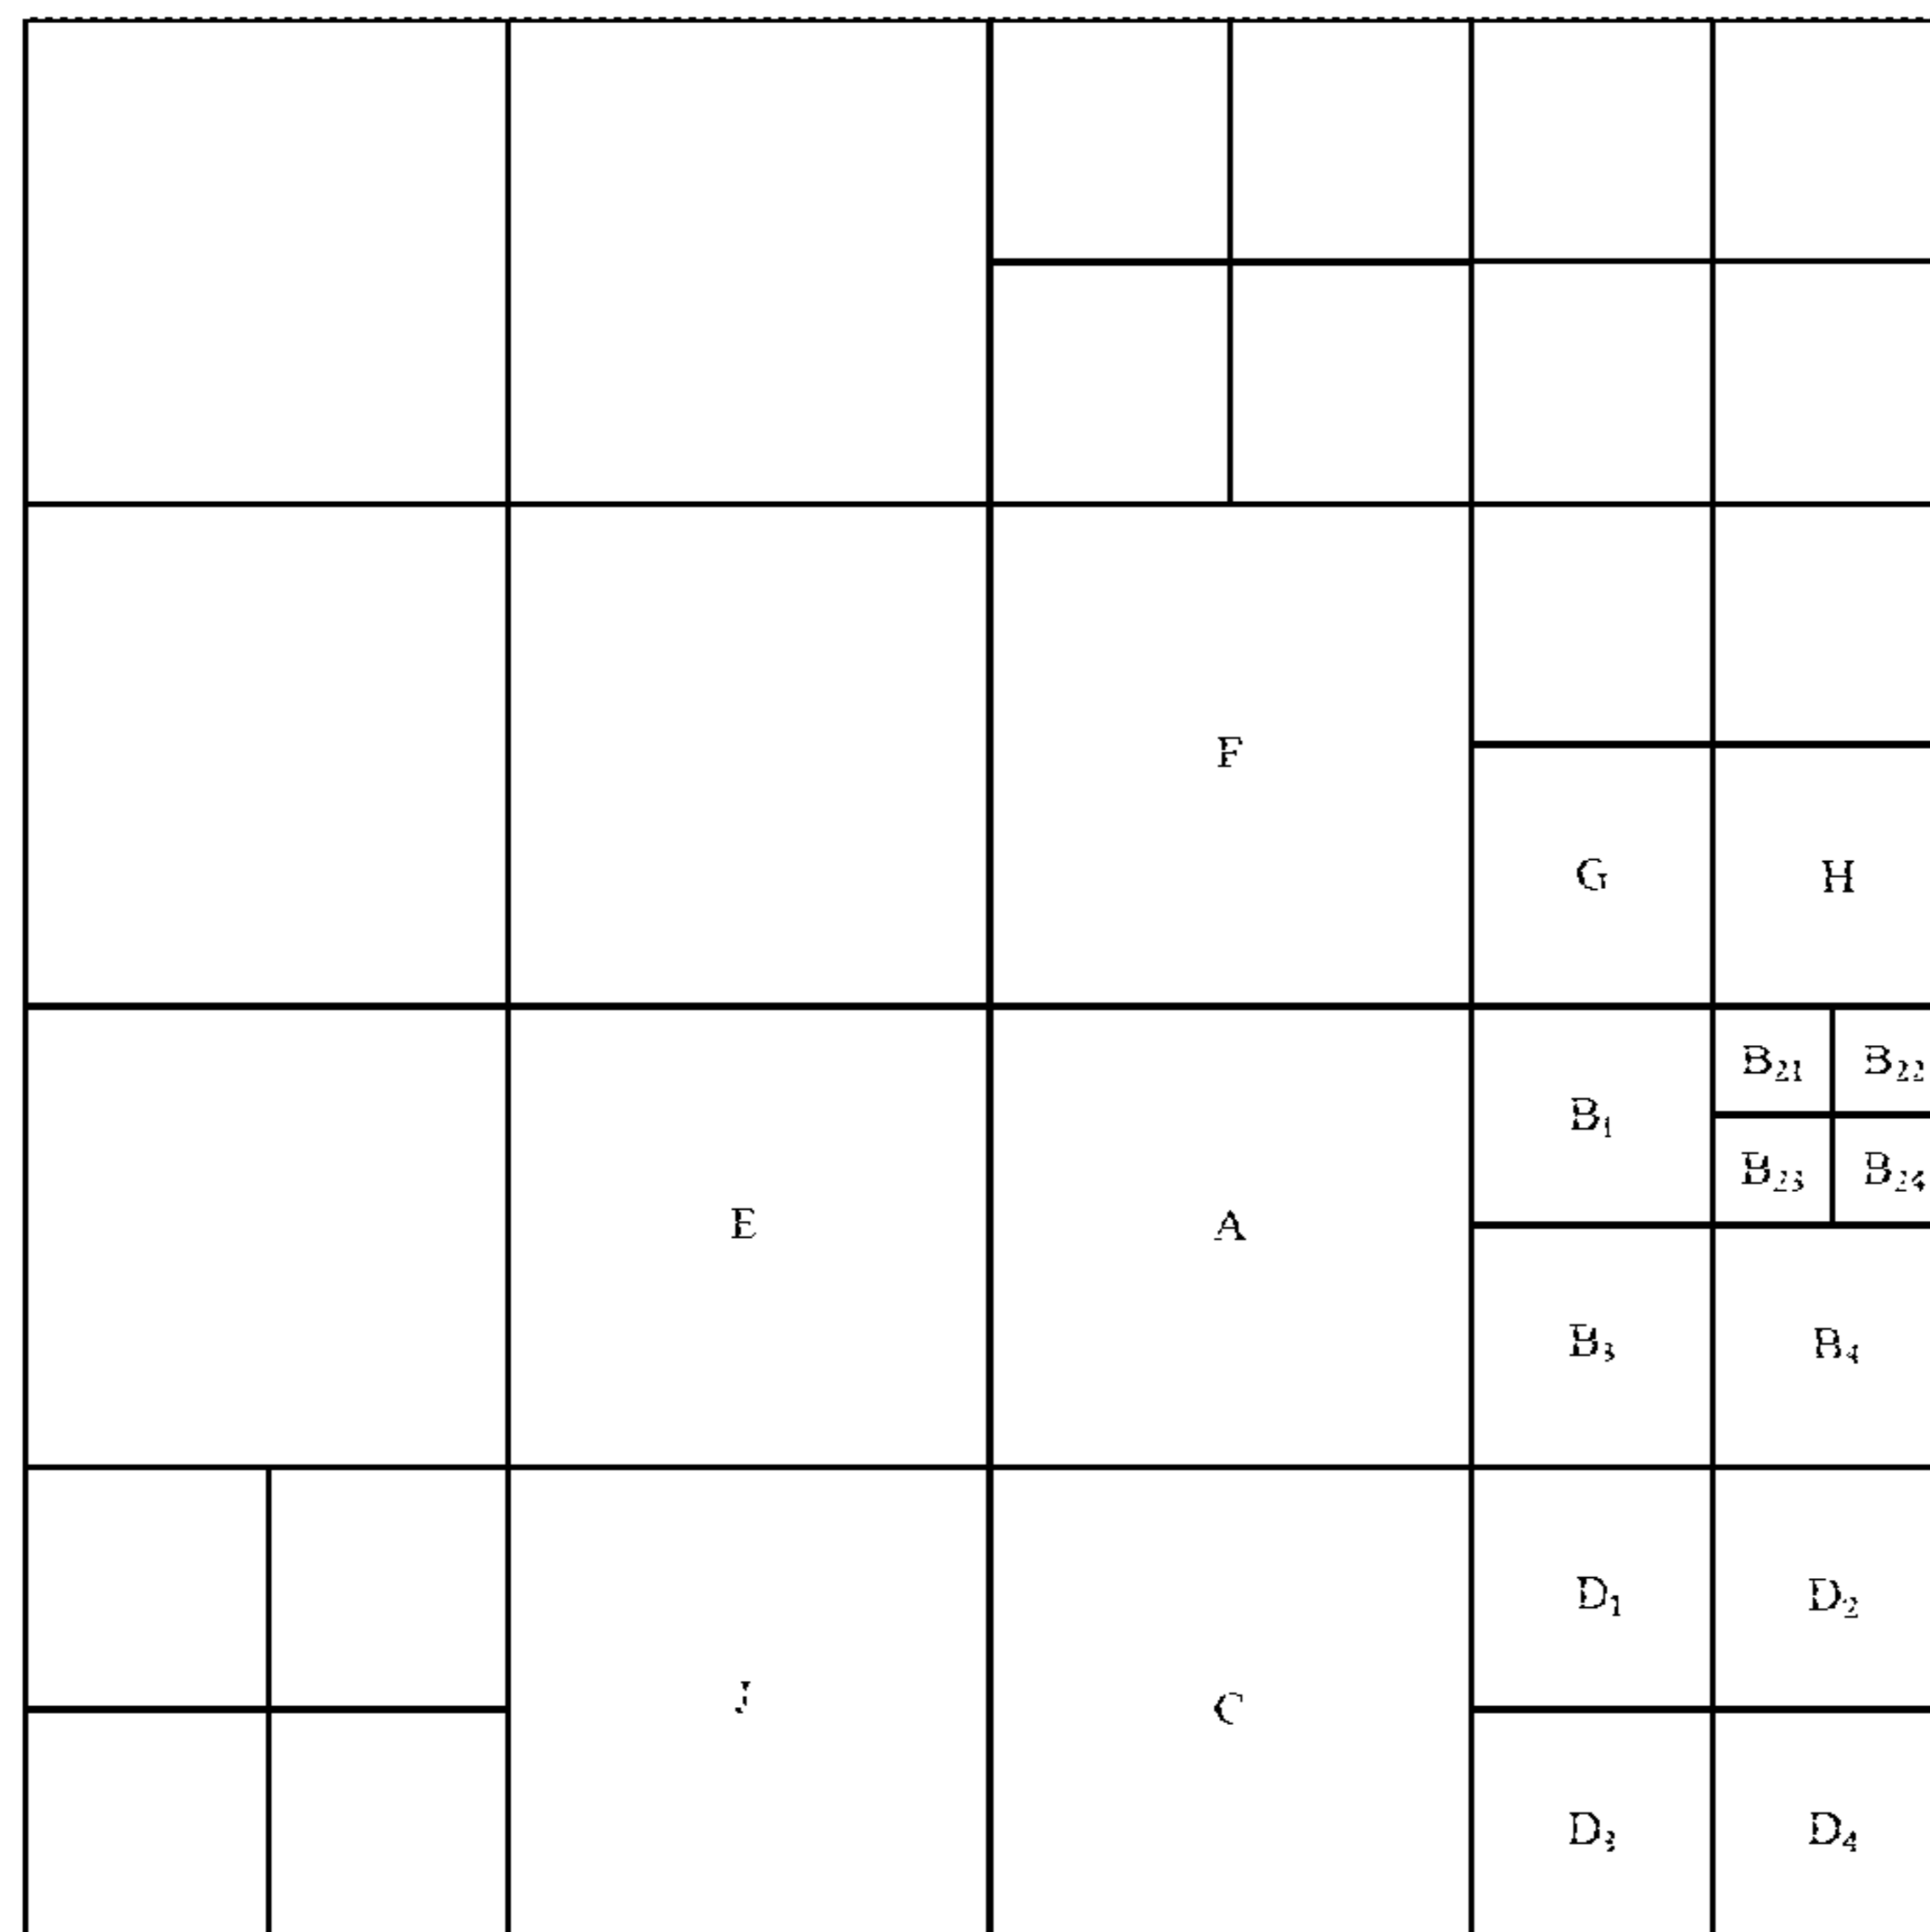 F
G H
B₂₁ B₂₂
B₁
B₂₃ B₂₄
E A
B₃ B₄
D₁ D₂
J C
D₃ D₄